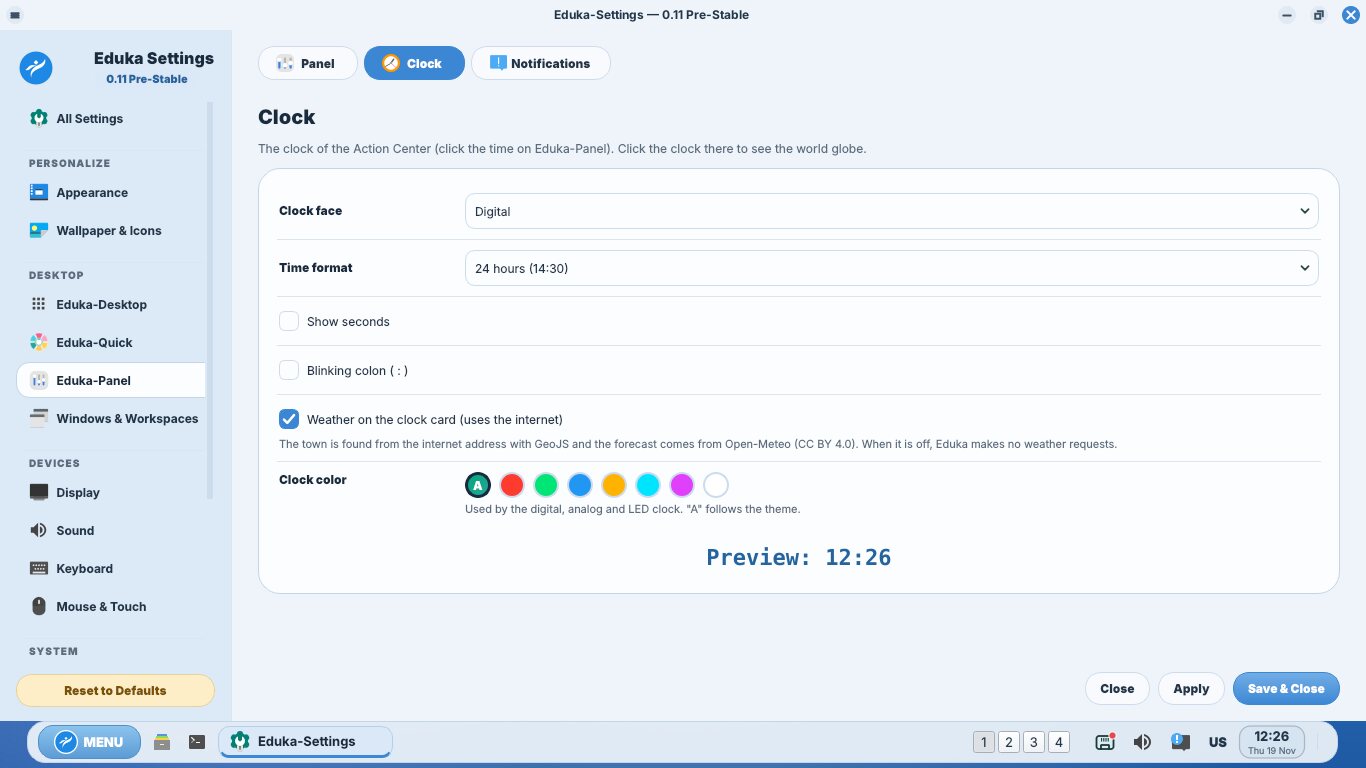 Eduka-Settings — 0.11 Pre-Stable
Eduka Settings
0.11 Pre-Stable
All Settings
PERSONALIZE
Appearance
Wallpaper & Icons
DESKTOP
Eduka-Desktop
Eduka-Quick
Eduka-Panel
Windows & Workspaces
DEVICES
Display
Sound
Keyboard
Mouse & Touch
SYSTEM
Reset to Defaults
Panel
Clock
Notifications
Clock
The clock of the Action Center (click the time on Eduka-Panel). Click the clock there to see the world globe.
Clock face
Digital
Time format
24 hours (14:30)
Show seconds
Blinking colon ( : )
Weather on the clock card (uses the internet)
The town is found from the internet address with GeoJS and the forecast comes from Open-Meteo (CC BY 4.0). When it is off, Eduka makes no weather requests.
Clock color
A
Used by the digital, analog and LED clock. "A" follows the theme.
Preview: 12:26
Close
Apply
Save & Close
MENU
Eduka-Settings
1
2
3
4
US
12:26
Thu 19 Nov